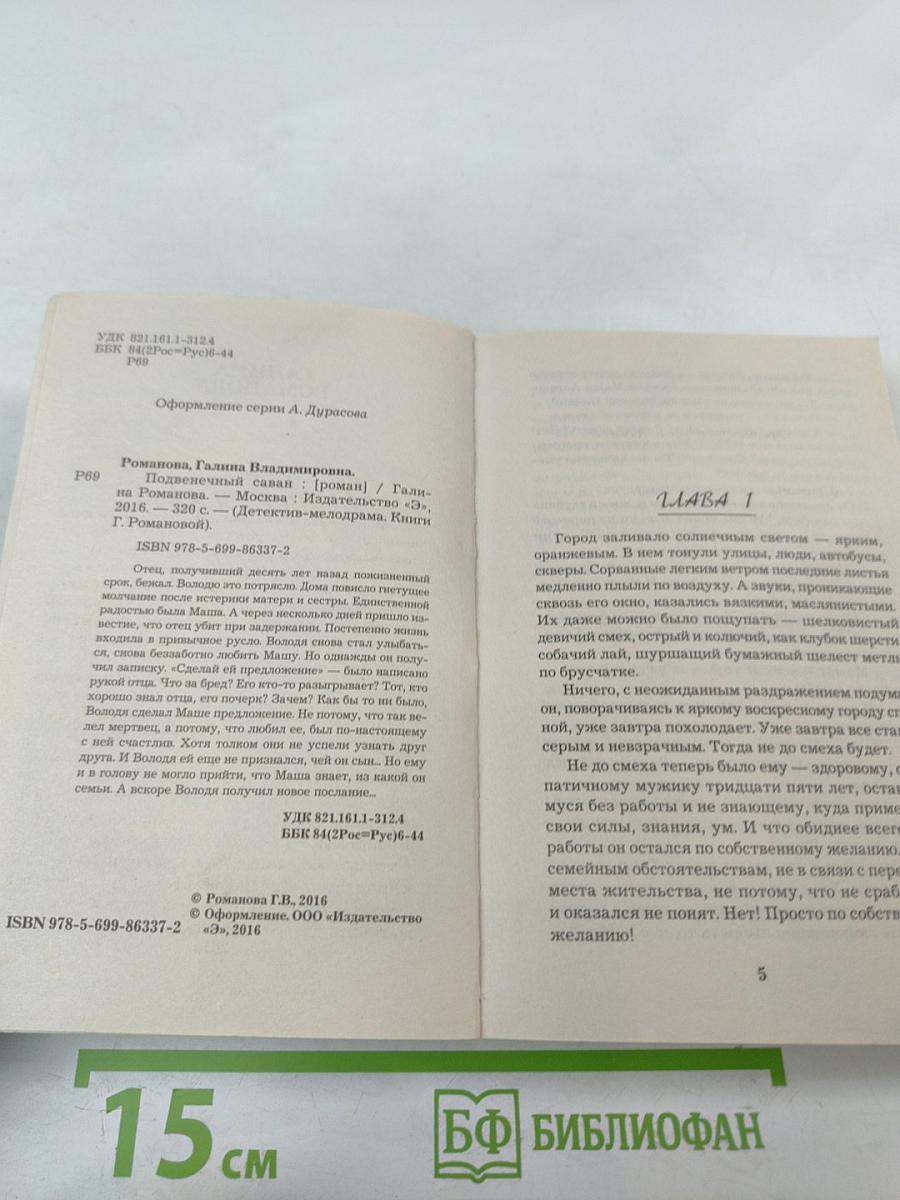 УДК 821.161.1-312.4
ББК 84(2Рос=Рус)6-44
Р69
Оформление серии А. Дурасова
Романова, Галина Владимировна.
Р69 Подвенечный саван : [роман] / Гали-
на Романова. — Москва : Издательство «Э»,
2016. — 320 с. — (Детектив-мелодрама. Книги
Г. Романовой).
ISBN 978-5-699-86337-2
Отец, получивший десять лет назад пожизненный
срок, бежал. Володю это потрясло. Дома повисло гнетущее
молчание после истерики матери и сестры. Единственной
радостью была Маша. А через несколько дней пришло из-
вестие, что отец убит при задержании. Постепенно жизнь
входила в привычное русло. Володя снова стал улыбать-
ся, снова беззаботно любить Машу. Но однажды он полу-
чил записку. «Сделай ей предложение» — было написано
рукой отца. Что за бред? Его кто-то разыгрывает? Тот, кто
хорошо знал отца, его почерк? Зачем? Как бы то ни было,
Володя сделал Маше предложение. Не потому, что так ве-
лел мертвец, а потому, что любил ее, был по-настоящему
с ней счастлив. Хотя толком они не успели узнать друг
друга. И Володя ей еще не признался, чей он сын... Но ему
и в голову не могло прийти, что Маша знает, из какой он
семьи. А вскоре Володя получил новое послание...
УДК 821.161.1-312.4
ББК 84(2Рос=Рус)6-44
© Романова Г.В., 2016
© Оформление. ООО «Издательство
«Э», 2016
ISBN 978-5-699-86337-2
ГЛАВА 1
Город заливало солнечным светом — ярким,
оранжевым. В нем тонули улицы, люди, автобусы,
скверы. Сорванные легким ветром последние листья
медленно плыли по воздуху. А звуки, проникающие
сквозь его окно, казались вязкими, маслянистыми.
Их даже можно было пощупать — шелковистый
девичий смех, острый и колючий, как клубок шерсти
собачий лай, шуршащий бумажный шелест метлы
по брусчатке.
Ничего, с неожиданным раздражением подума
он, поворачиваясь к яркому воскресному городу сп
ной, уже завтра похолодает. Уже завтра все стан
серым и невзрачным. Тогда не до смеха будет.
Не до смеха теперь было ему — здоровому, с
патичному мужику тридцати пяти лет, оста
муся без работы и не знающему, куда приме
свои силы, знания, ум. И что обиднее всего
работы он остался по собственному желанию.
семейным обстоятельствам, не в связи с пере
места жительства, не потому, что не сраб
и оказался не понят. Нет! Просто по собств
желанию!
5
15 см
БФ БИБЛИОФАН